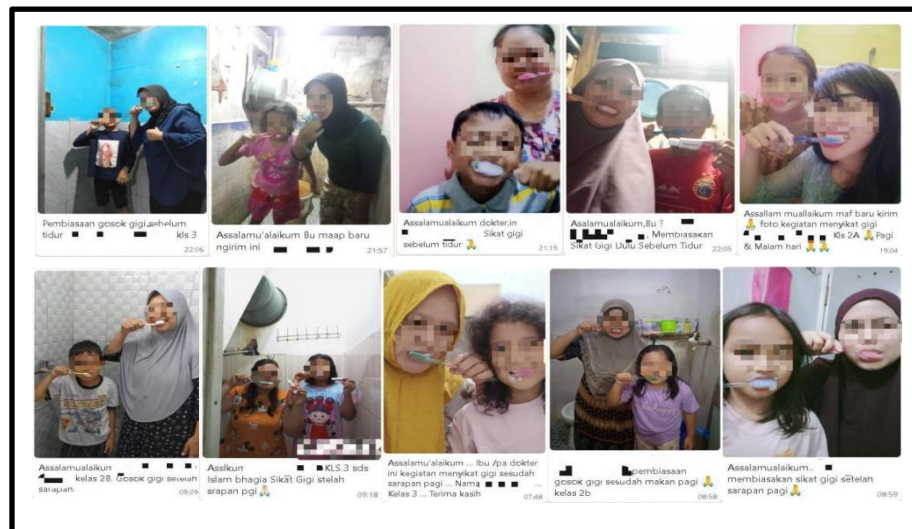 Pembiasaan gosok gigi sebelum
tidur kls 3
22:06
Assalamu'alaikum Bu maap baru
ngirim ini
21:57
Assalamualaikum dokter.in
Sikat gigi
sebelum tidur 🙏
21:19
Asalamualaikum,Bu ?
. Membiasakan
Sikat Gigi Dulu Sebelum Tidur
22:05
Assallam muallaikum maf baru kirim
🙏 foto kegiatan menyikat gigi
Kls 2A 🙏 Pagi
& Malam hari 🙏🙏
19:04
Assalamualaikum
kelas 2B. Gosok gigi setelah
sarapan.
09:09
Asslkum KLS.3 sds
Islam bhagia Sikat Gigi stelah
srapan pgi 🙏
09:18
Assalamu'alaikum ... Ibu /pa dokter
ini kegiatan menyikat gigi sesudah
sarapan pagi ... Nama ...
Kelas 3 ... Terima kasih
07:48
pembiasaan
gosok gigi sesudah makan pagi 🙏
kelas 2b
08:58
Assalamualaikum..
membiasakan sikat gigi setelah
sarapan pagi 🙏
08:59